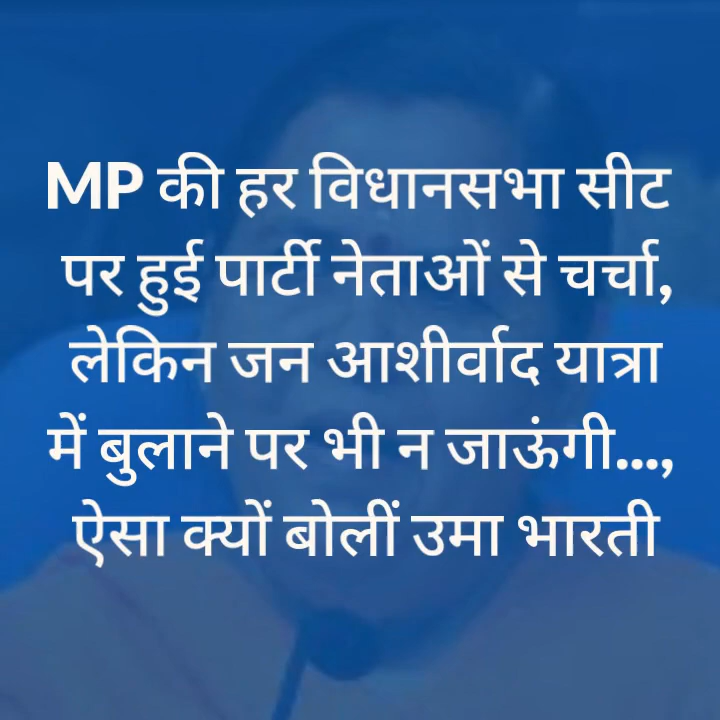 MP की हर विधानसभा सीट
पर हुई पार्टी नेताओं से चर्चा,
लेकिन जन आशीर्वाद यात्रा
में बुलाने पर भी न जाऊंगी...,
ऐसा क्यों बोलीं उमा भारती